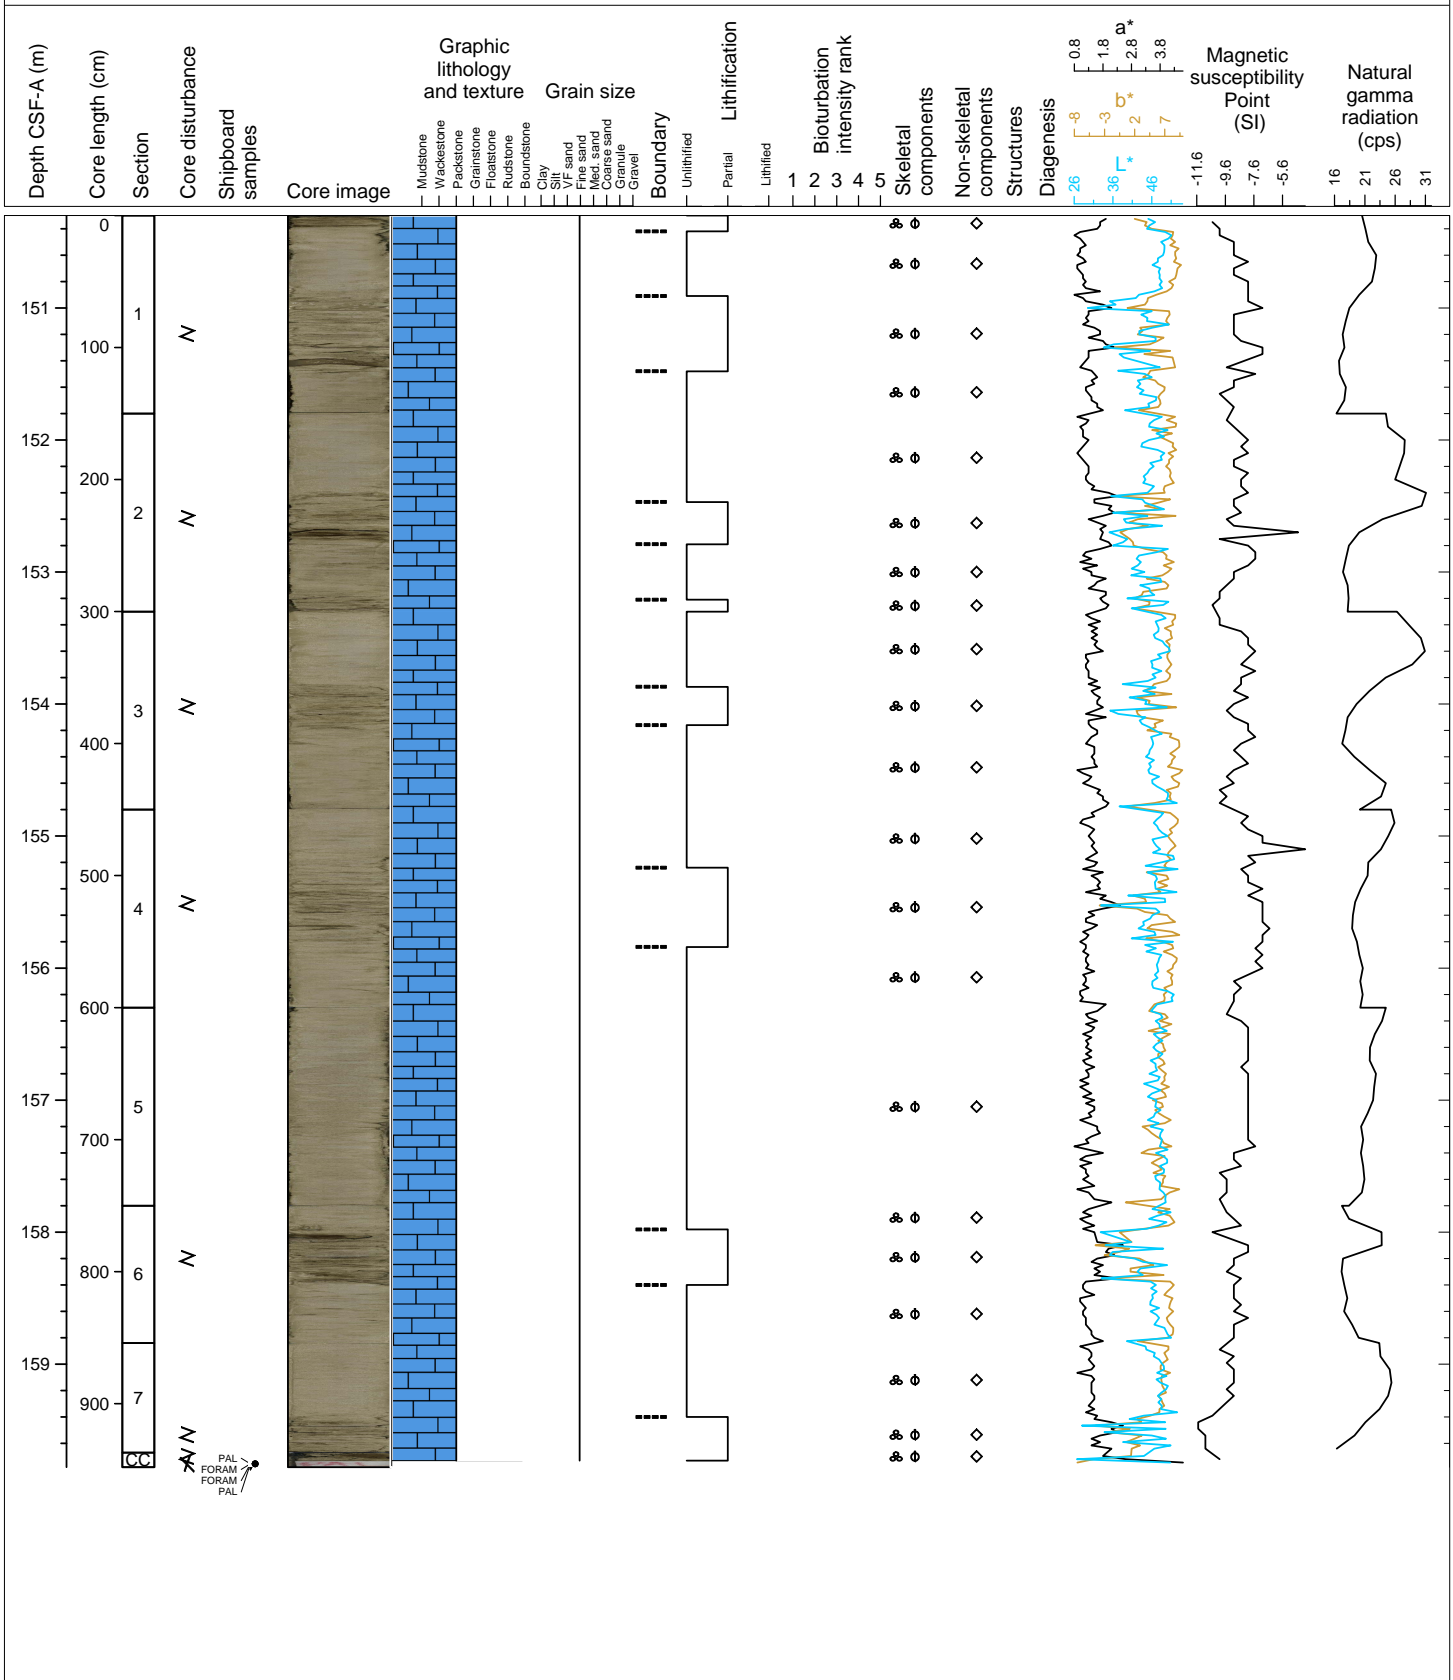 Depth CSF-A (m)
Core length (cm)
Section
Core disturbance
Shipboard
samples
Core image
Graphic
lithology
and texture
Mudstone
Wackestone
Packstone
Grainstone
Floatstone
Rudstone
Boundstone
Grain size
Clay
Silt
VF sand
Fine sand
Med. sand
Coarse sand
Granule
Gravel
Boundary
Lithification
Unlithified
Partial
Lithified
Bioturbation
intensity rank
1 2 3 4 5
Skeletal
components
Non-skeletal
components
Structures
Diagenesis
a*
0.8 1.8 2.8 3.8
b*
-8 -3 2 7
L*
26 36 46
Magnetic
susceptibility
Point
(SI)
-11.6 -9.6 -7.6 -5.6
Natural
gamma
radiation
(cps)
16 21 26 31
0
151
1
100
152
200
2
153
300
3
154
400
155
500
4
156
600
5
157
700
158
800
6
159
900
7
CC
PAL
FORAM
FORAM
PAL